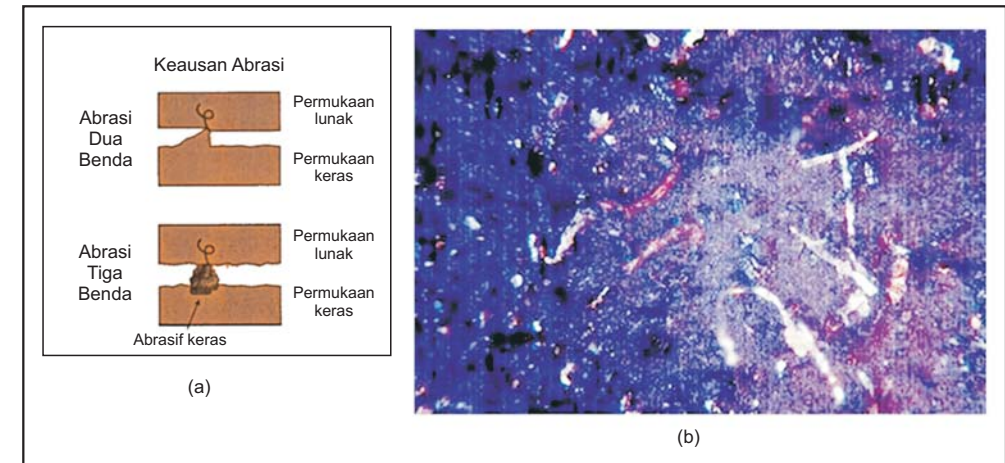 Keausan Abrasi
Abrasi
Dua
Benda
Permukaan
lunak
Permukaan
keras
Abrasi
Tiga
Benda
Permukaan
lunak
Permukaan
keras
Abrasif keras
(a)
(b)